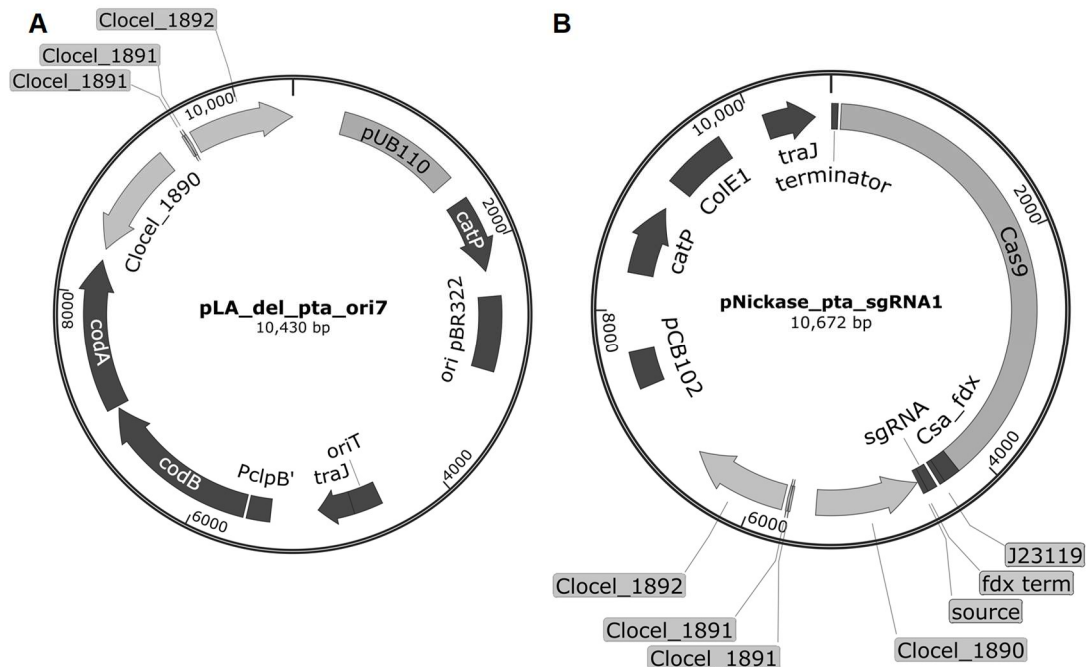 A
B
Clocel_1892
Clocel_1891
Clocel_1891
10,000
pUB110
2000
catP
Clocel_1890
8000
pLA_del_pta_ori7
10,430 bp
ori pBR322
codA
codB
PclpB'
oriT
traJ
4000
6000
10,000
traJ
terminator
ColE1
2000
Cas9
catP
pNickase_pta_sgRNA1
10,672 bp
8000
pCB102
sgRNA
Csa_fdx
4000
6000
J23119
fdx term
source
Clocel_1892
Clocel_1891
Clocel_1891
Clocel_1890